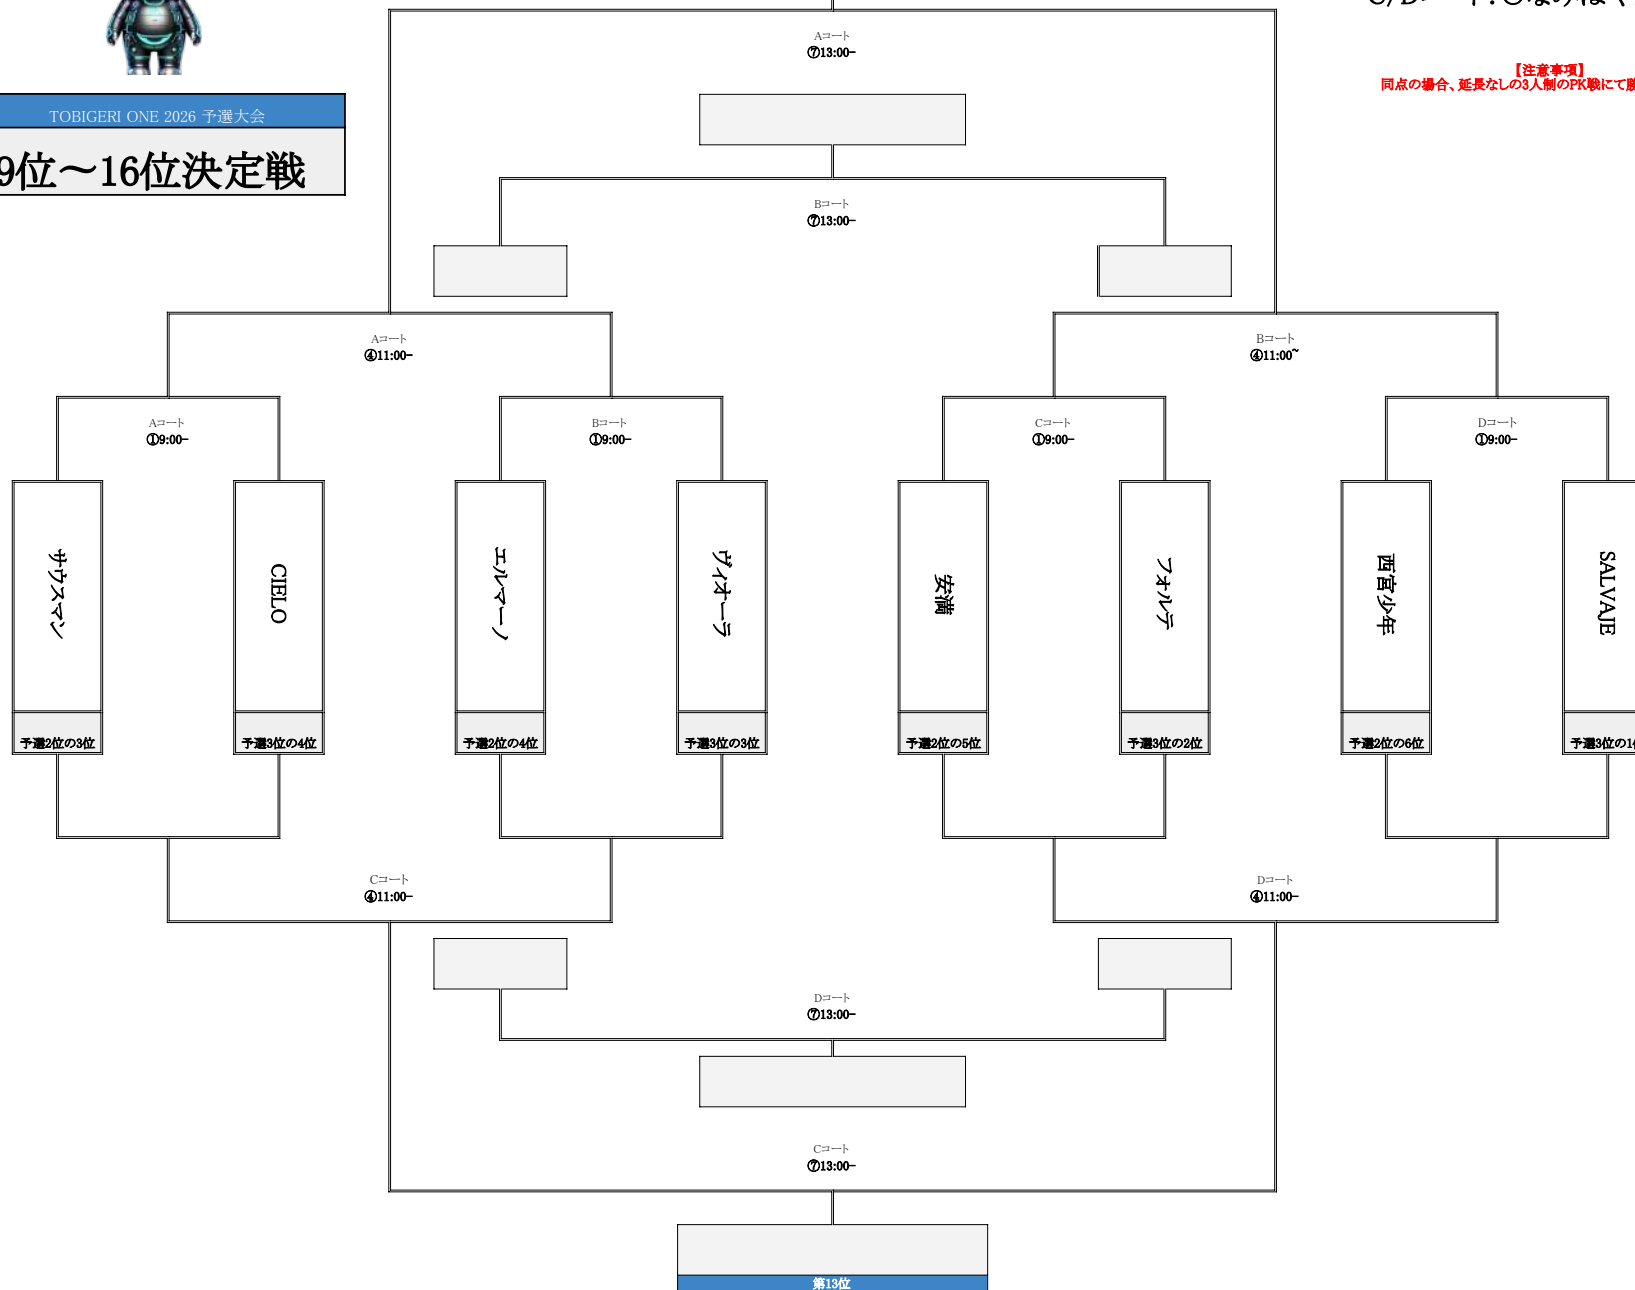 Aコート
⑦13:00-
【注意事項】
同点の場合、延長なしの3人制のPK戦にて
TOBIGERI ONE 2026 予選大会
9位～16位決定戦
Bコート
⑦13:00-
Aコート
④11:00-
Bコート
④11:00~
Aコート
①9:00-
Bコート
①9:00-
Cコート
①9:00-
Dコート
①9:00-
サウスマン
CIELO
エルマーノ
ヴィオーラ
安満
フォルテ
西宮少年
SALVAJE
予選2位の3位
予選3位の4位
予選2位の4位
予選3位の3位
予選2位の5位
予選3位の2位
予選2位の6位
予選3位の1位
Cコート
④11:00-
Dコート
④11:00-
Dコート
⑦13:00-
Cコート
⑦13:00-
第13位